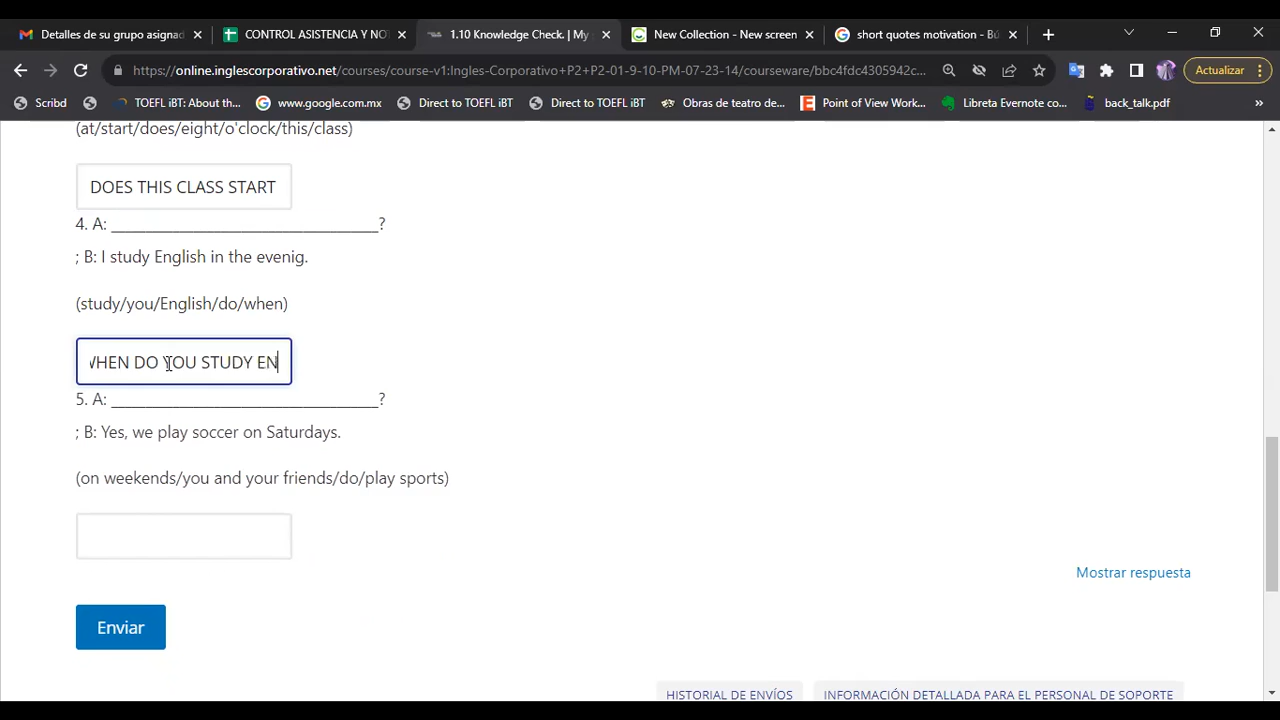 Detalles de su grupo asignad
CONTROL ASISTENCIA Y NO
1.10 Knowledge Check. | My
New Collection - New screen
short quotes motivation - Bú
https://online.inglescorporativo.net/courses/course-v1:Ingles-Corporativo+P2+P2-01-9-10-PM-07-23-14/courseware/bbc4fdc4305942c...
Actualizar
Scribd
TOEFL iBT: About th...
www.google.com.mx
Direct to TOEFL iBT
Direct to TOEFL iBT
Obras de teatro de...
Point of View Work...
Libreta Evernote co...
back_talk.pdf
(at/start/does/eight/o'clock/this/class)
DOES THIS CLASS START
4. A: ______________________________?
; B: I study English in the evenig.
(study/you/English/do/when)
WHEN DO YOU STUDY EN
5. A: ______________________________?
; B: Yes, we play soccer on Saturdays.
(on weekends/you and your friends/do/play sports)
Mostrar respuesta
Enviar
HISTORIAL DE ENVÍOS
INFORMACIÓN DETALLADA PARA EL PERSONAL DE SOPORTE